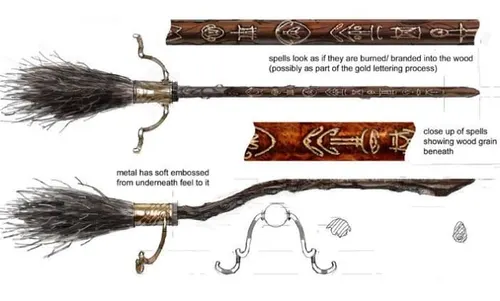 spells look as if they are burned/ branded into the wood
(possibly as part of the gold lettering process)
close up of spells
showing wood grain
beneath
metal has soft embossed
from underneath feel to it